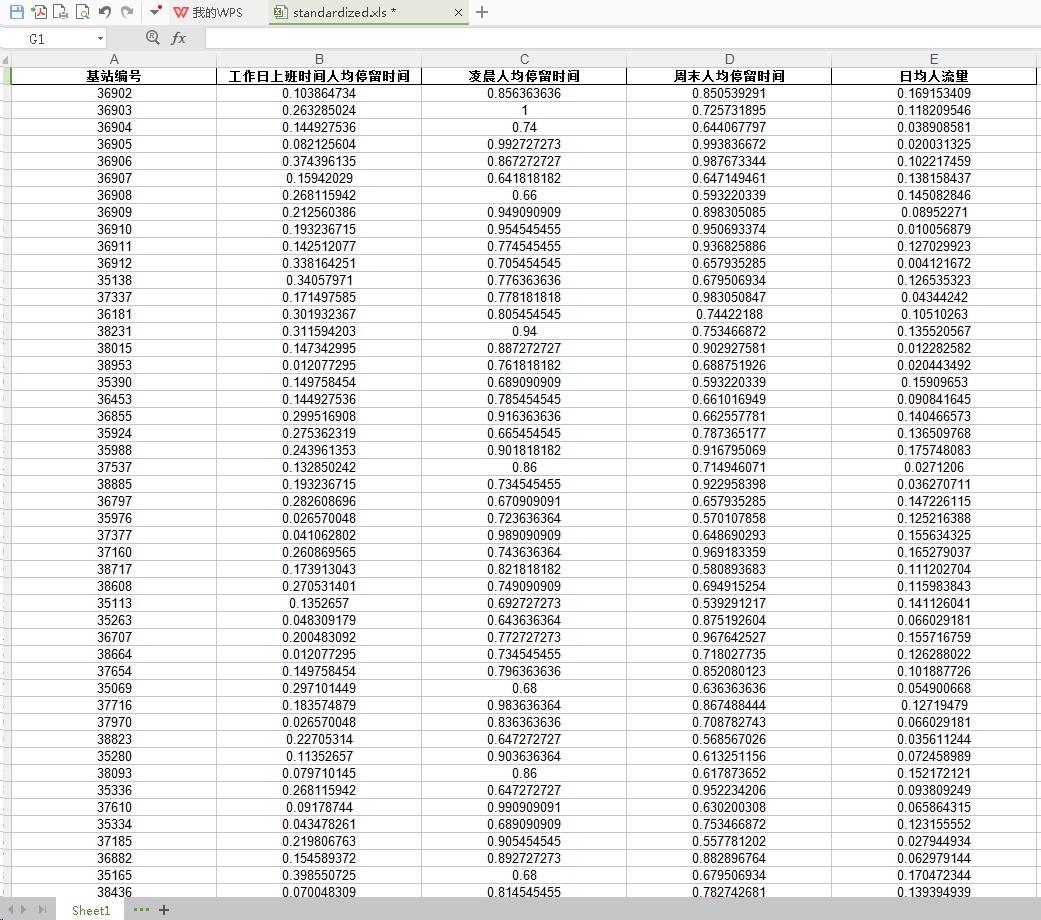 我的WPS standardized.xls *
G1 fx
A B C D E
基站编号 工作日上班时间人均停留时间 凌晨人均停留时间 周末人均停留时间 日均人流量
36902 0.103864734 0.856363636 0.850539291 0.169153409
36903 0.263285024 1 0.725731895 0.118209546
36904 0.144927536 0.74 0.644067797 0.038908581
36905 0.082125604 0.992727273 0.993836672 0.020031325
36906 0.374396135 0.867272727 0.987673344 0.102217459
36907 0.15942029 0.641818182 0.647149461 0.138158437
36908 0.268115942 0.66 0.593220339 0.145082846
36909 0.212560386 0.949090909 0.898305085 0.08952271
36910 0.193236715 0.954545455 0.950693374 0.010056879
36911 0.142512077 0.774545455 0.936825886 0.127029923
36912 0.338164251 0.705454545 0.657935285 0.004121672
35138 0.34057971 0.776363636 0.679506934 0.126535323
37337 0.171497585 0.778181818 0.983050847 0.04344242
36181 0.301932367 0.805454545 0.74422188 0.10510263
38231 0.311594203 0.94 0.753466872 0.135520567
38015 0.147342995 0.887272727 0.902927581 0.012282582
38953 0.012077295 0.761818182 0.688751926 0.020443492
35390 0.149758454 0.689090909 0.593220339 0.15909653
36453 0.144927536 0.785454545 0.661016949 0.090841645
36855 0.299516908 0.916363636 0.662557781 0.140466573
35924 0.275362319 0.665454545 0.787365177 0.136509768
35988 0.243961353 0.901818182 0.916795069 0.175748083
37537 0.132850242 0.86 0.714946071 0.0271206
38885 0.193236715 0.734545455 0.922958398 0.036270711
36797 0.282608696 0.670909091 0.657935285 0.147226115
35976 0.026570048 0.723636364 0.570107858 0.125216388
37377 0.041062802 0.989090909 0.648690293 0.155634325
37160 0.260869565 0.743636364 0.969183359 0.165279037
38717 0.173913043 0.821818182 0.580893683 0.111202704
38608 0.270531401 0.749090909 0.694915254 0.115983843
35113 0.1352657 0.692727273 0.539291217 0.141126041
35263 0.048309179 0.643636364 0.875192604 0.066029181
36707 0.200483092 0.772727273 0.967642527 0.155716759
38664 0.012077295 0.734545455 0.718027735 0.126288022
37654 0.149758454 0.796363636 0.852080123 0.101887726
35069 0.297101449 0.68 0.636363636 0.054900668
37716 0.183574879 0.983636364 0.867488444 0.12719479
37970 0.026570048 0.836363636 0.708782743 0.066029181
38823 0.22705314 0.647272727 0.568567026 0.035611244
35280 0.11352657 0.903636364 0.613251156 0.072458989
38093 0.079710145 0.86 0.617873652 0.152172121
35336 0.268115942 0.647272727 0.952234206 0.093809249
37610 0.09178744 0.990909091 0.630200308 0.065864315
35334 0.043478261 0.689090909 0.753466872 0.123155552
37185 0.219806763 0.905454545 0.557781202 0.027944934
36882 0.154589372 0.892727273 0.882896764 0.062979144
35165 0.398550725 0.68 0.679506934 0.170472344
38436 0.070048309 0.814545455 0.782742681 0.139394939
Sheet1